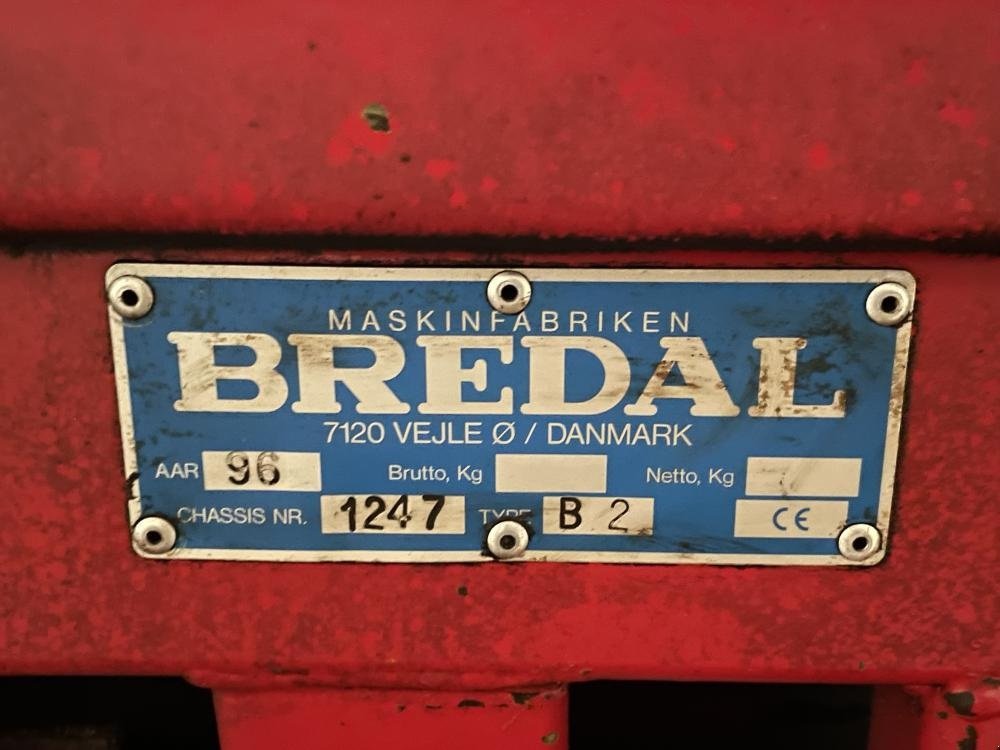 MASKINFABRIKEN
BREDAL
7120 VEJLE Ø / DANMARK
AAR 96 Brutto, Kg Netto, Kg
CHASSIS NR. 1247 TYPE B 2 CE